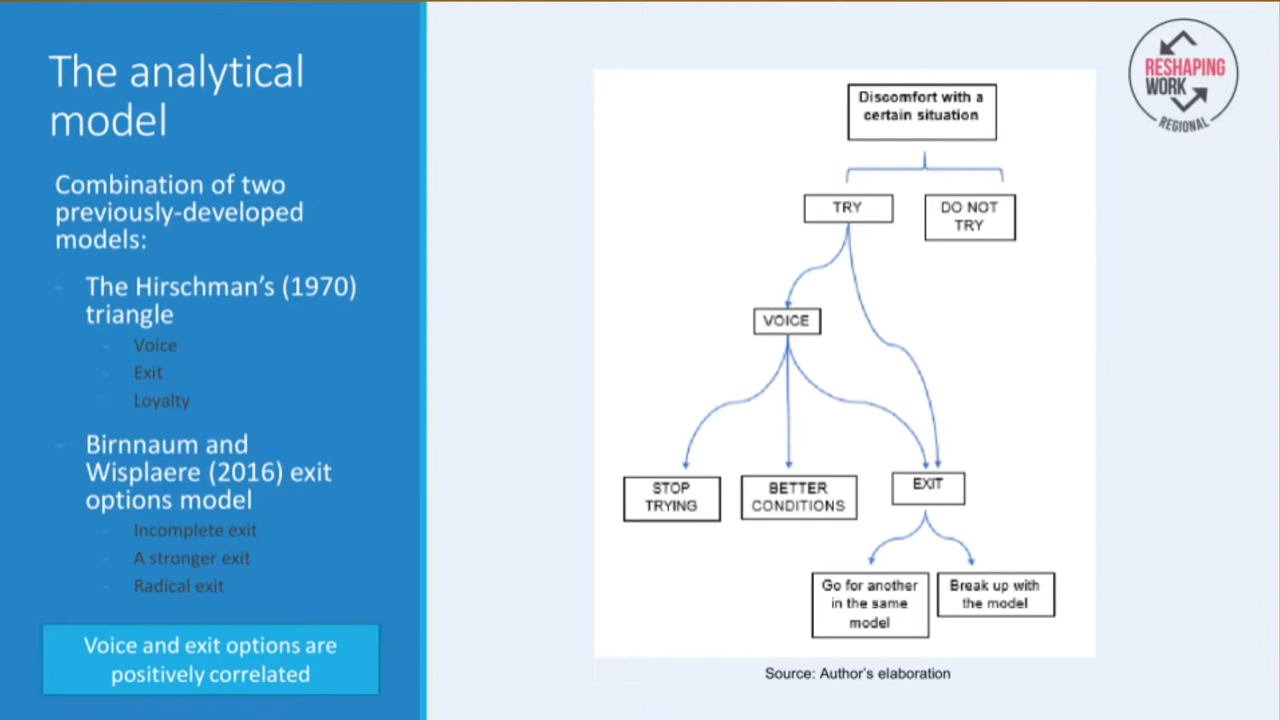 The analytical
model
Combination of two
previously-developed
models:
- The Hirschman's (1970)
triangle
- Voice
- Exit
- Loyalty
- Birnnaum and
Wisplaere (2016) exit
options model
- Incomplete exit
- A stronger exit
- Radical exit
Voice and exit options are
positively correlated
Discomfort with a
certain situation
TRY
DO NOT
TRY
VOICE
STOP
TRYING
BETTER
CONDITIONS
EXIT
Go for another
in the same
model
Break up with
the model
Source: Author's elaboration
RESHAPING
WORK
REGIONAL